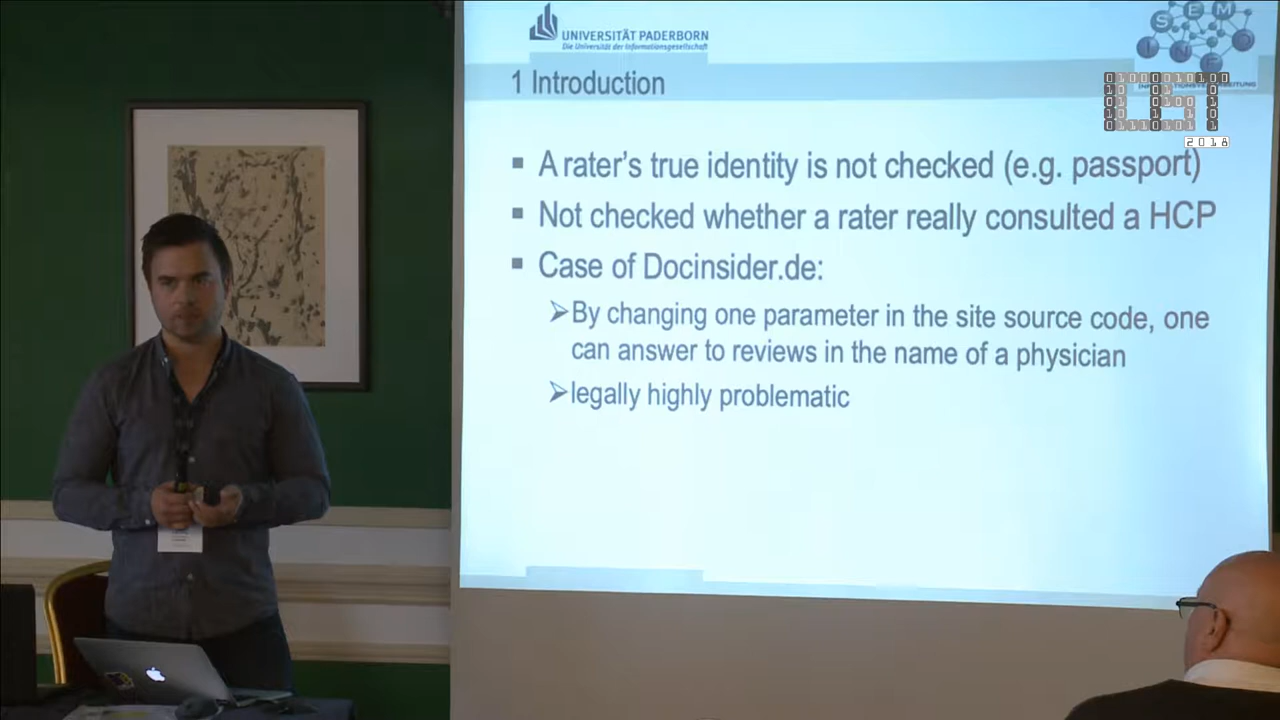 UNIVERSITÄT PADERBORN
Die Universität der Informationsgesellschaft
S E M
I N F O
1 Introduction
2018
▪ A rater's true identity is not checked (e.g. passport)
▪ Not checked whether a rater really consulted a HCP
▪ Case of Docinsider.de:
➢By changing one parameter in the site source code, one
can answer to reviews in the name of a physician
➢legally highly problematic